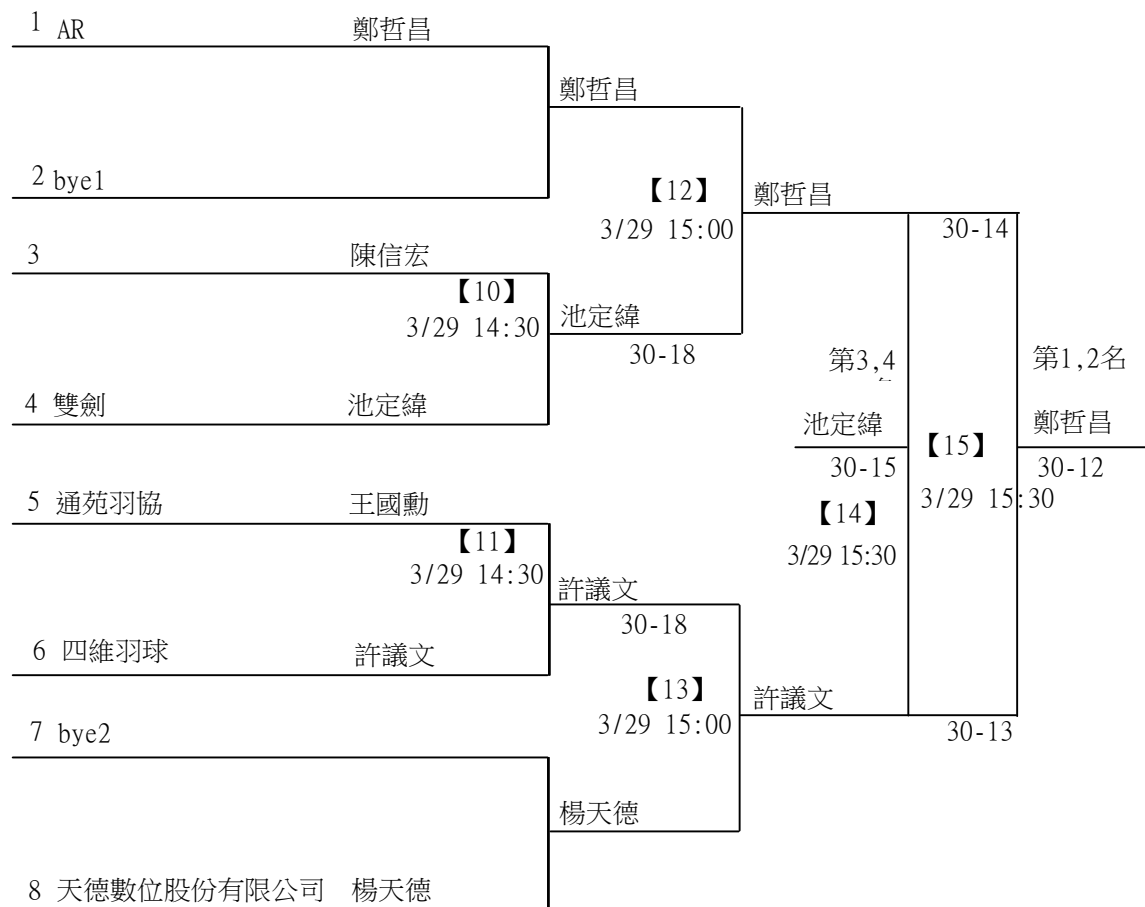 1 AR 鄭哲昌
鄭哲昌
2 bye1
【12】
鄭哲昌
3/29 15:00
30-14
3 陳信宏
【10】
3/29 14:30
池定緯
30-18
第3,4
第1,2名
4 雙劍 池定緯
池定緯
【15】
鄭哲昌
30-15
30-12
3/29 15:30
5 通苑羽協 王國勳
【14】
【11】
3/29 15:30
3/29 14:30
許議文
30-18
6 四維羽球 許議文
【13】
許議文
3/29 15:00
30-13
7 bye2
楊天德
8 天德數位股份有限公司 楊天德